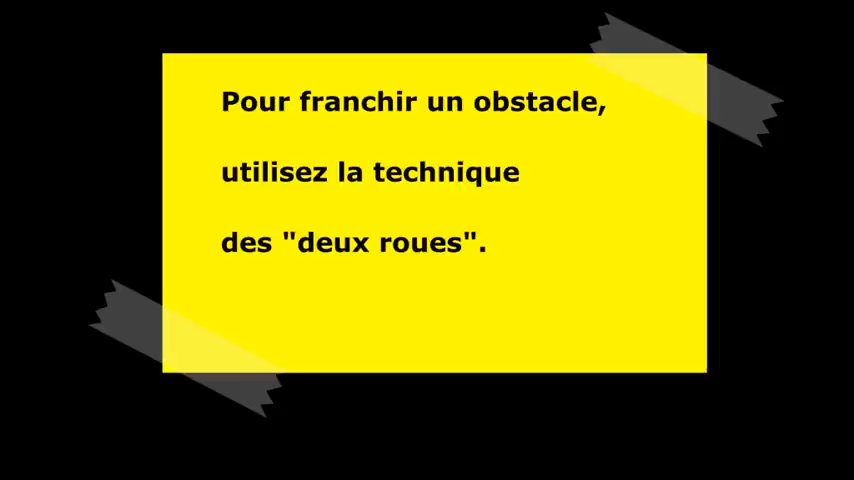 Pour franchir un obstacle,
utilisez la technique
des "deux roues".